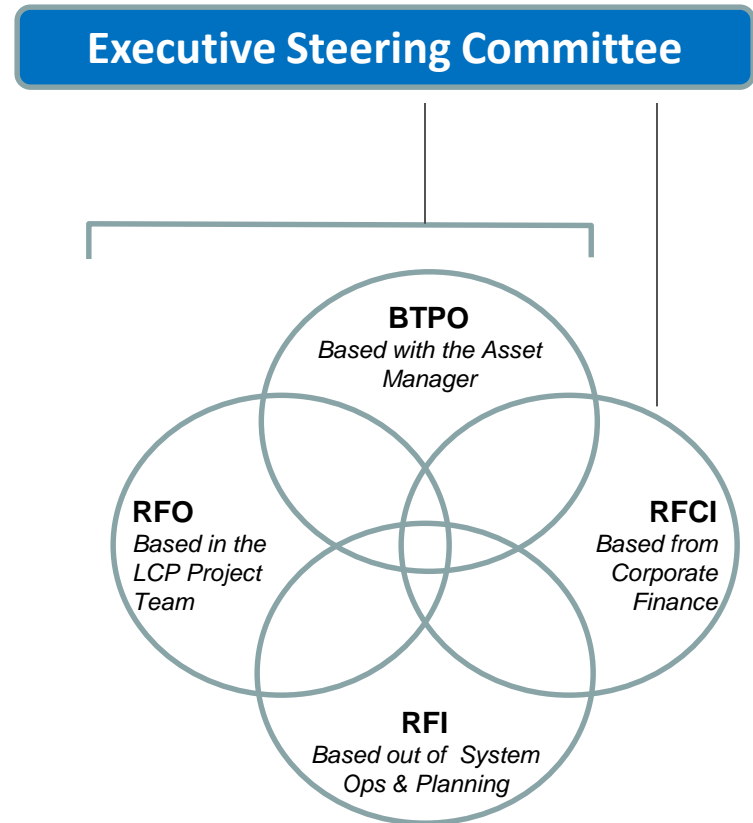 Executive Steering Committee
BTPO
Based with the Asset
Manager
RFO
Based in the
LCP Project
Team
RFCI
Based from
Corporate
Finance
RFI
Based out of System
Ops & Planning